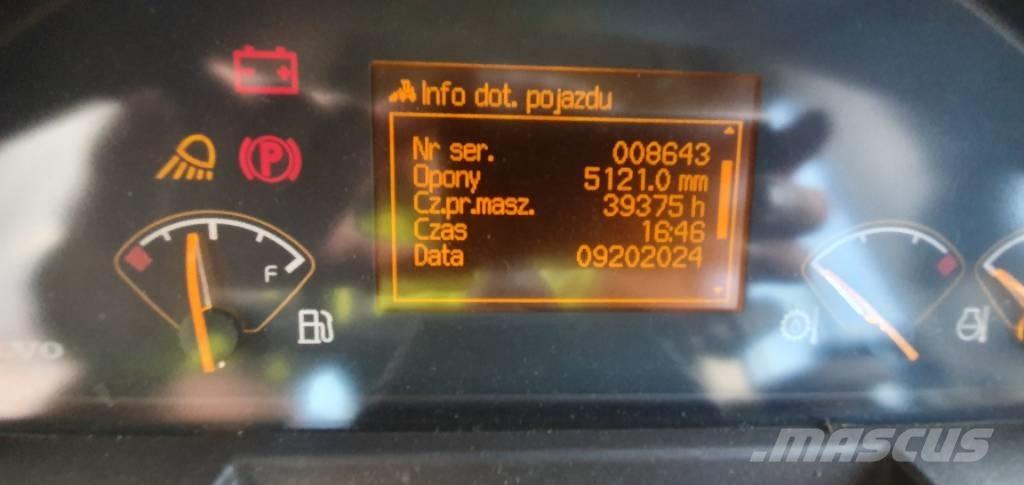 Info dot. pojazdu
Nr ser. 008643
Opony 5121.0 mm
Cz.pr.masz. 39375 h
Czas 16:46
Data 09202024
P
F
MASCUS